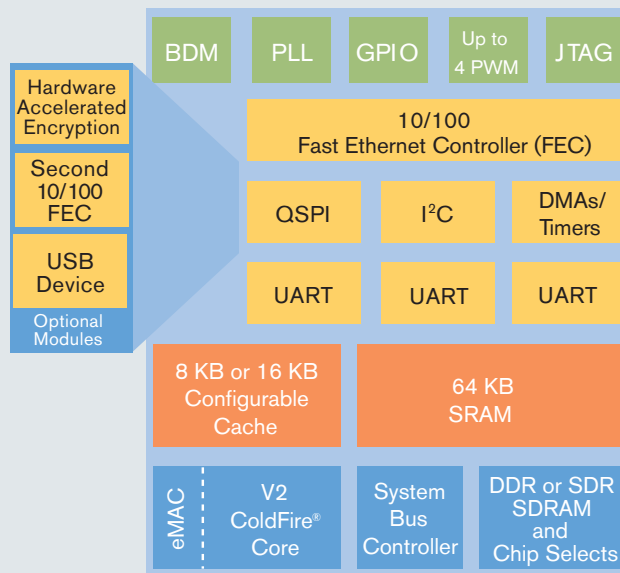 BDM
PLL
GPIO
Up to
4 PWM
JTAG
Hardware
Accelerated
Encryption
Second
10/100
FEC
USB
Device
Optional
Modules
10/100
Fast Ethernet Controller (FEC)
QSPI
I²C
DMAs/
Timers
UART
UART
UART
8 KB or 16 KB
Configurable
Cache
64 KB
SRAM
eMAC
V2
ColdFire®
Core
System
Bus
Controller
DDR or SDR
SDRAM
and
Chip Selects